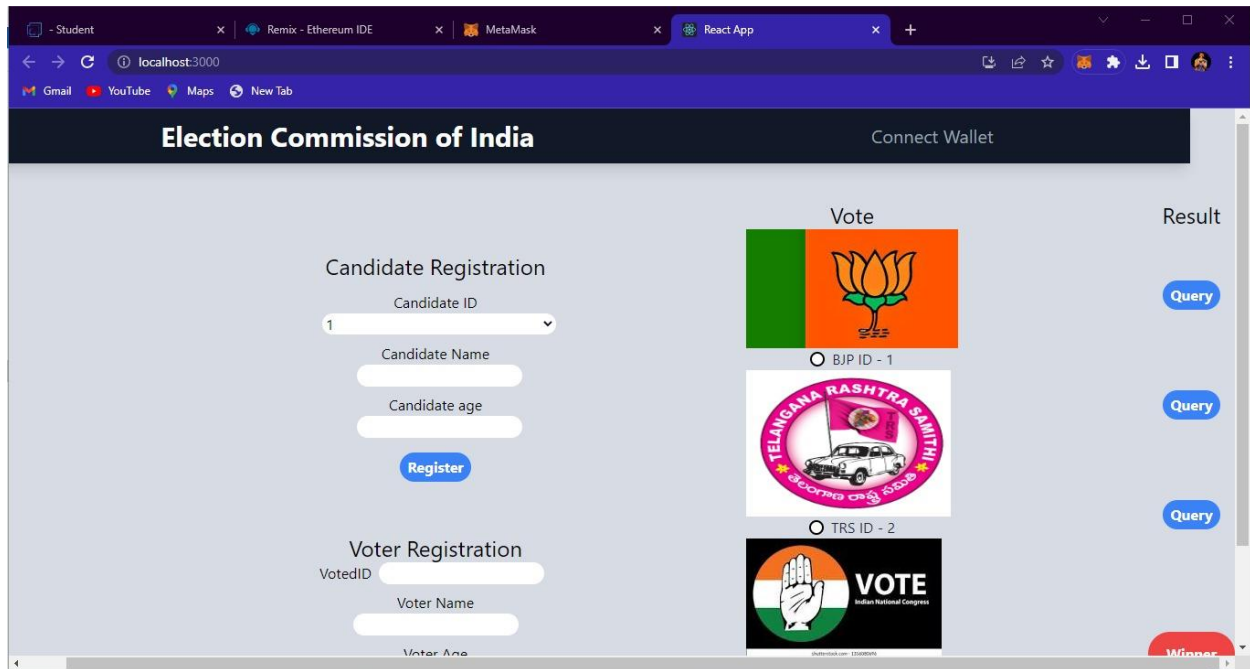 - Student
Remix - Ethereum IDE
MetaMask
React App
localhost:3000
Gmail
YouTube
Maps
New Tab
Election Commission of India
Connect Wallet
Candidate Registration
Candidate ID
1
Candidate Name
Candidate age
Register
Voter Registration
VotedID
Voter Name
Voter Age
Vote
BJP ID - 1
TELANGANA RASHTRA SAMITHI
TRS
తెలంగాణ రాష్ట్ర సమితి
TRS ID - 2
VOTE
Indian National Congress
Result
Query
Query
Query
Winner